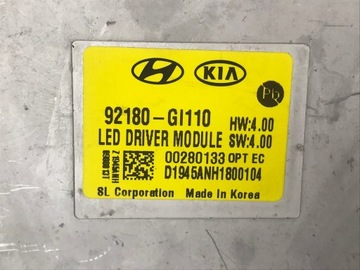 KIA
Pb
92180-GI110 HW:4.00
LED DRIVER MODULE SW:4.00
00280133 OPT EC
D1945ANH1800104
SL Corporation Made In Korea